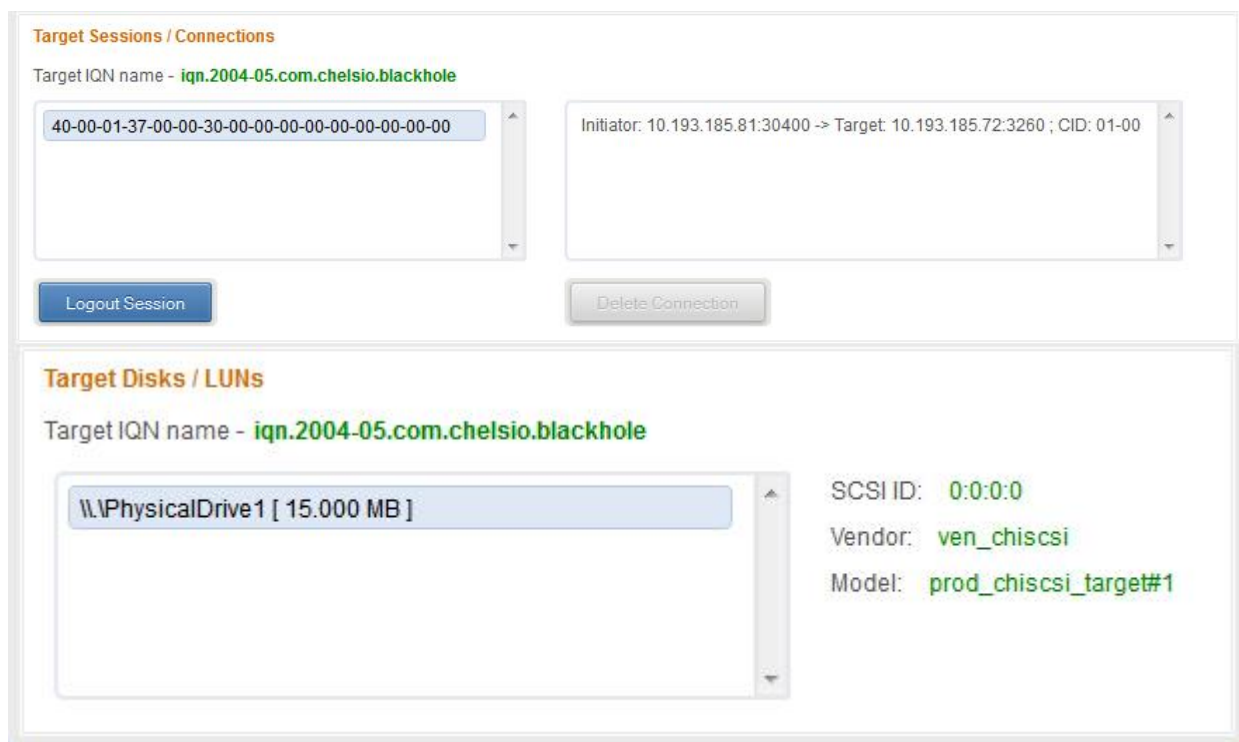 Target Sessions / Connections
Target IQN name - iqn.2004-05.com.chelsio.blackhole
40-00-01-37-00-00-30-00-00-00-00-00-00-00-00-00
Initiator: 10.193.185.81:30400 -> Target: 10.193.185.72:3260 ; CID: 01-00
Logout Session
Delete Connection
Target Disks / LUNs
Target IQN name - iqn.2004-05.com.chelsio.blackhole
\\.\PhysicalDrive1 [ 15.000 MB ]
SCSI ID: 0:0:0:0
Vendor: ven_chiscsi
Model: prod_chiscsi_target#1